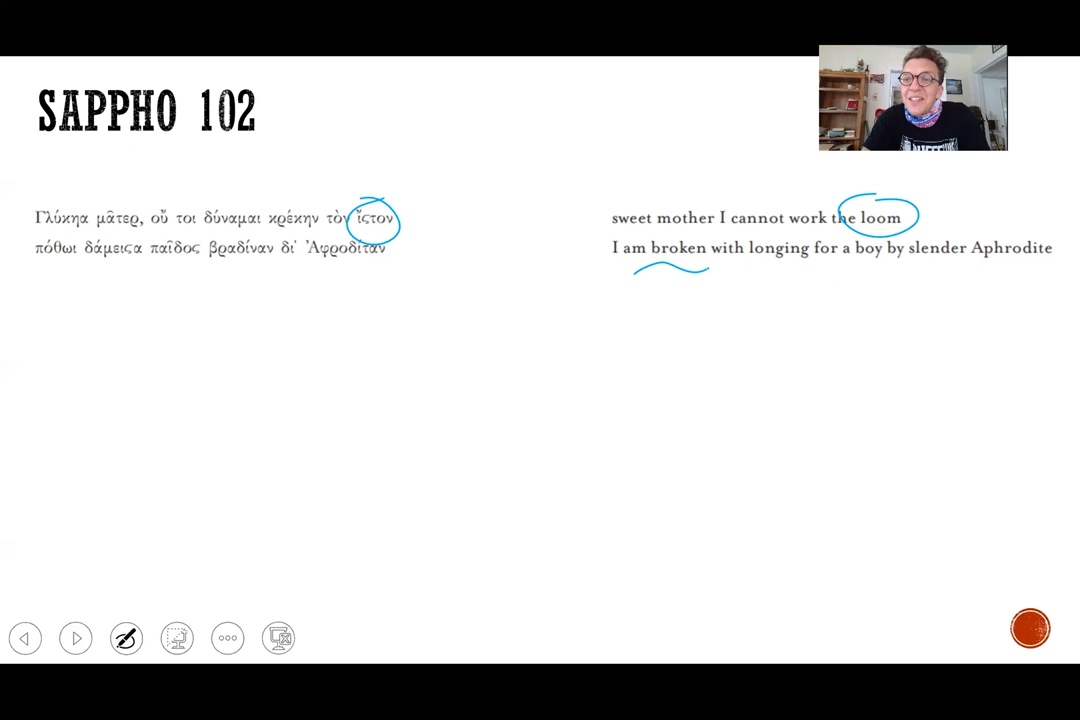 SAPPHO 102
Γλύκηα μᾶτερ, οὔ τοι δύναμαι κρέκην τὸν ἴϲτον
πόθωι δάμειϲα παῖδοϲ βραδίναν δι' Ἀφροδίταν
sweet mother I cannot work the loom
I am broken with longing for a boy by slender Aphrodite